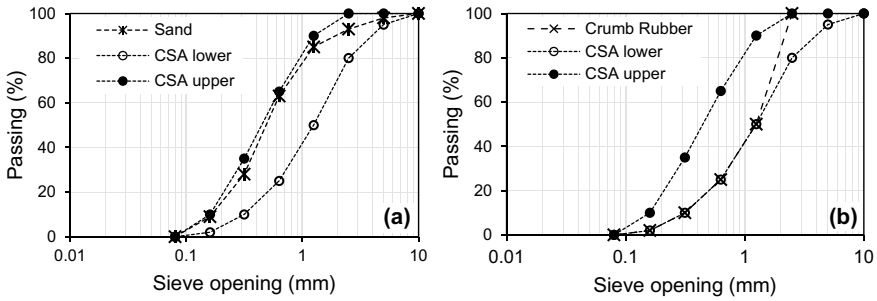 100
80
60
40
20
0
Passing (%)
Sand
CSA lower
CSA upper
(a)
0.01
0.1
1
10
Sieve opening (mm)
100
80
60
40
20
0
Passing (%)
Crumb Rubber
CSA lower
CSA upper
(b)
0.01
0.1
1
10
Sieve opening (mm)